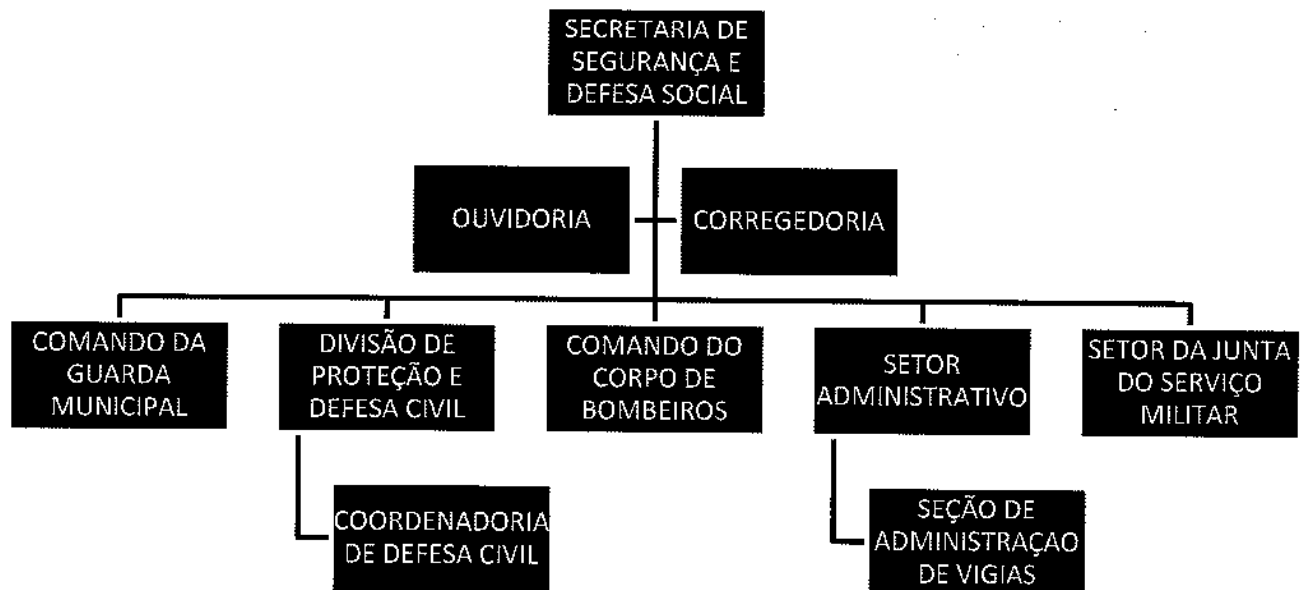 SECRETARIA DE
SEGURANÇA E
DEFESA SOCIAL
OUVIDORIA
CORREGEDORIA
COMANDO DA
GUARDA
MUNICIPAL
DIVISÃO DE
PROTEÇÃO E
DEFESA CIVIL
COMANDO DO
CORPO DE
BOMBEIROS
SETOR
ADMINISTRATIVO
SETOR DA JUNTA
DO SERVIÇO
MILITAR
COORDENADORIA
DE DEFESA CIVIL
SEÇÃO DE
ADMINISTRAÇAO
DE VIGIAS